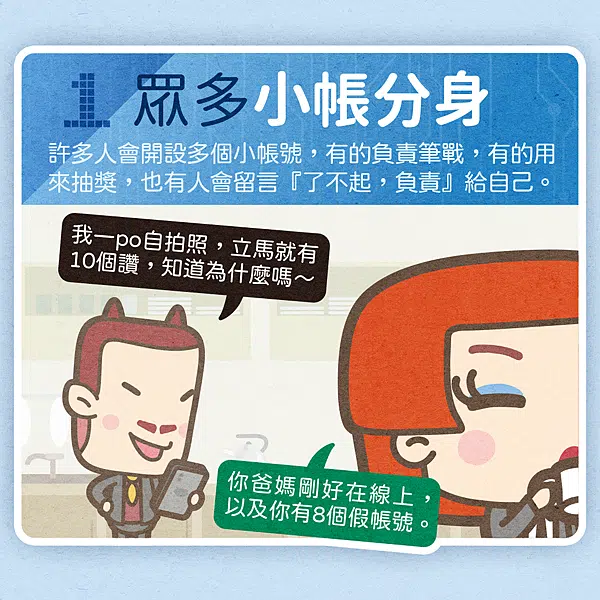 1 眾多小帳分身
許多人會開設多個小帳號，有的負責筆戰，有的用
來抽獎，也有人會留言『了不起，負責』給自己。
我一po自拍照，立馬就有
10個讚，知道為什麼嗎～
你爸媽剛好在線上，
以及你有8個假帳號。